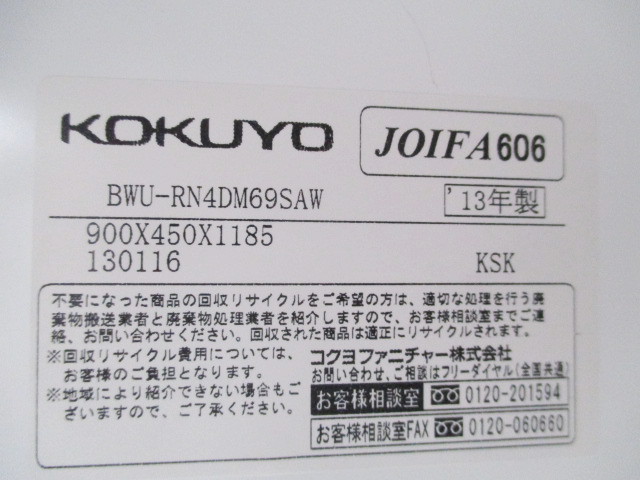 KOKUYO
JOIFA606
BWU-RN4DM69SAW
'13年製
900X450X1185
130116
KSK
不要になった商品の回収リサイクルをご希望の方は、適切な処理を行う廃
棄物搬送業者と廃棄物処理業者を紹介しますので、お客様相談室までご連
絡、お問い合わせください。回収された商品は適正にリサイクルされます。
※回収リサイクル費用については、
お客様のご負担となります。
※地域により紹介できない場合もご
ざいますので、ご了承ください。
コクヨファニチャー株式会社
お問い合わせ、ご相談はフリーダイヤル(全国共通)
お客様相談室 0120-201594
お客様相談室FAX 0120-060660